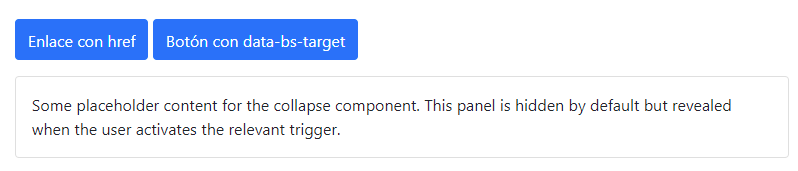 Enlace con href
Botón con data-bs-target
Some placeholder content for the collapse component. This panel is hidden by default but revealed
when the user activates the relevant trigger.